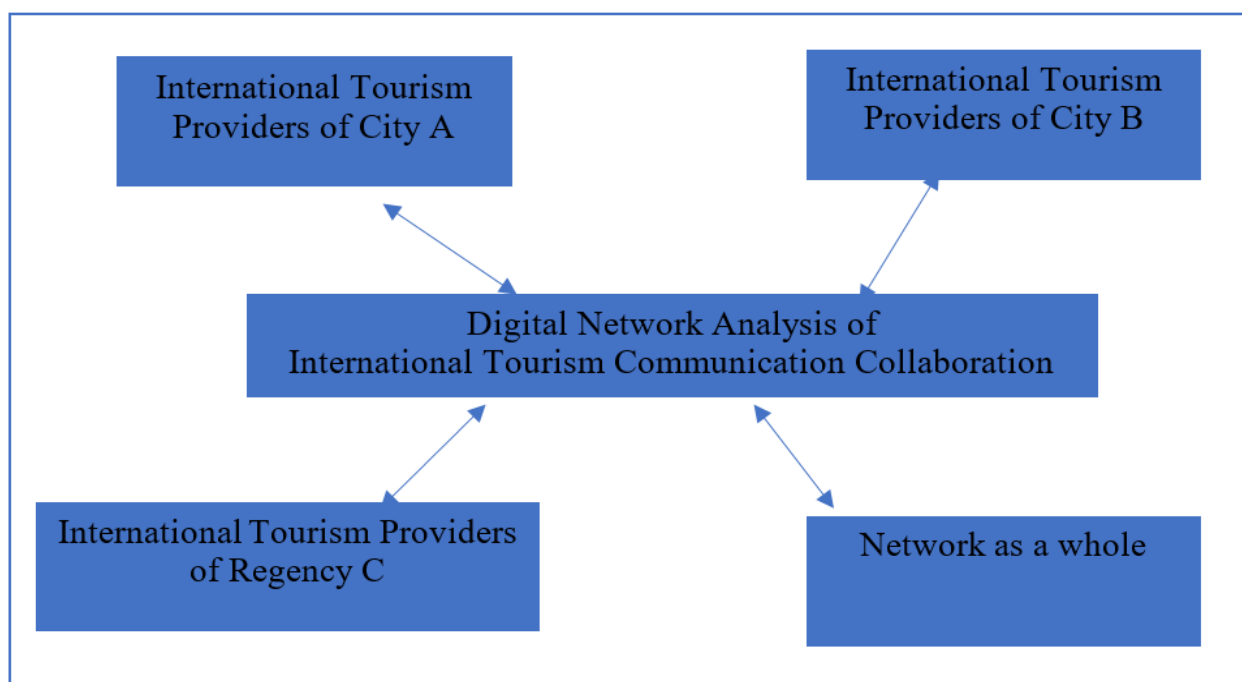 International Tourism
Providers of City A
International Tourism
Providers of City B
Digital Network Analysis of
International Tourism Communication Collaboration
International Tourism Providers
of Regency C
Network as a whole